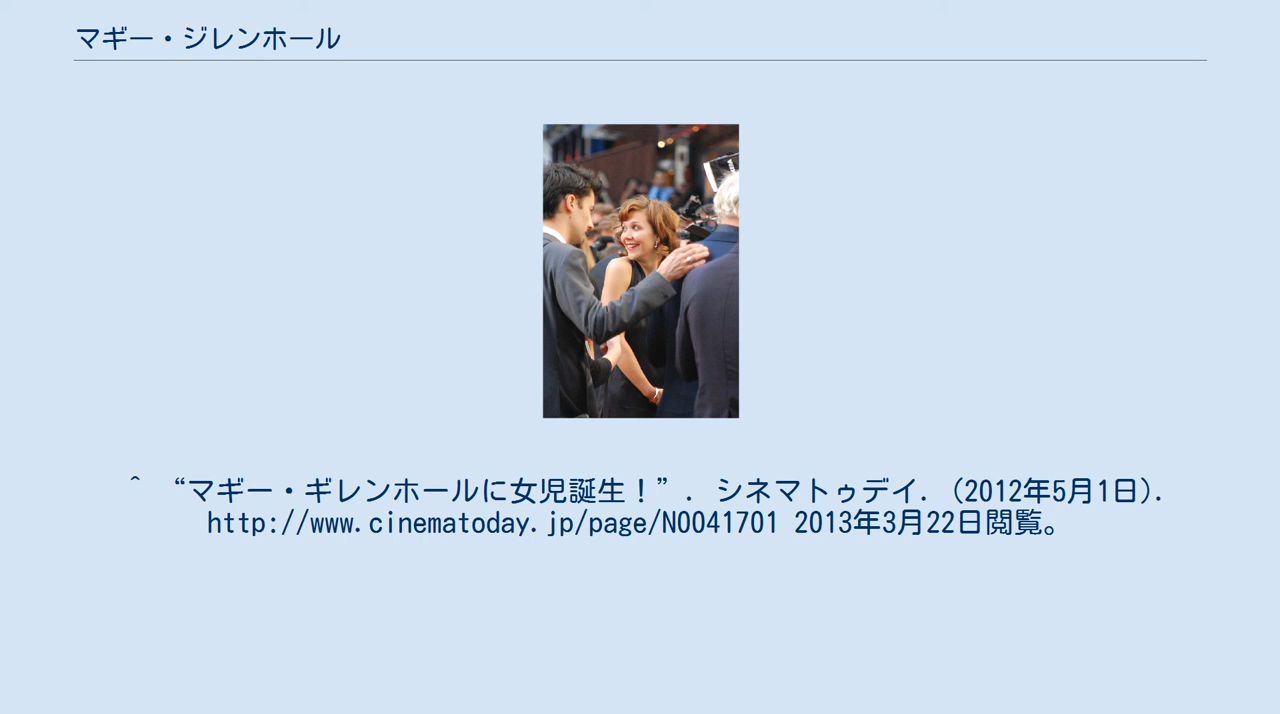 マギー・ジレンホール
^ “マギー・ギレンホールに女児誕生！”. シネマトゥデイ. (2012年5月1日).
http://www.cinematoday.jp/page/N0041701 2013年3月22日閲覧。